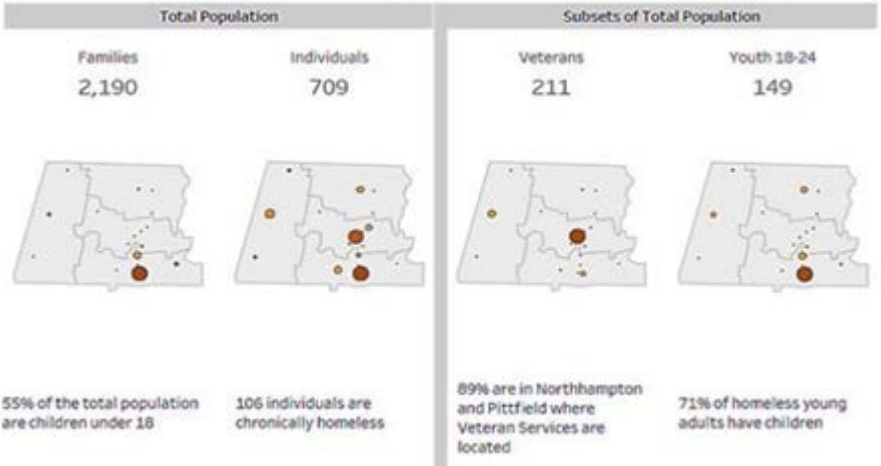 Total Population
Families
2,190
Individuals
709
55% of the total population
are children under 18
106 individuals are
chronically homeless
Subsets of Total Population
Veterans
211
Youth 18-24
149
89% are in Northhampton
and Pittfield where
Veteran Services are
located
71% of homeless young
adults have children